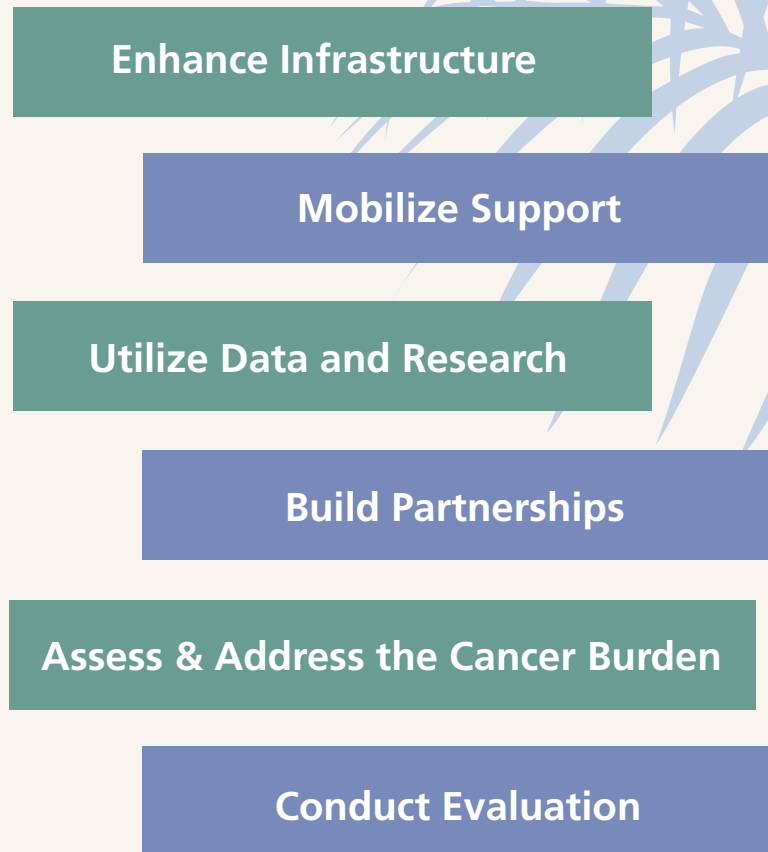 Enhance Infrastructure
Mobilize Support
Utilize Data and Research
Build Partnerships
Assess & Address the Cancer Burden
Conduct Evaluation